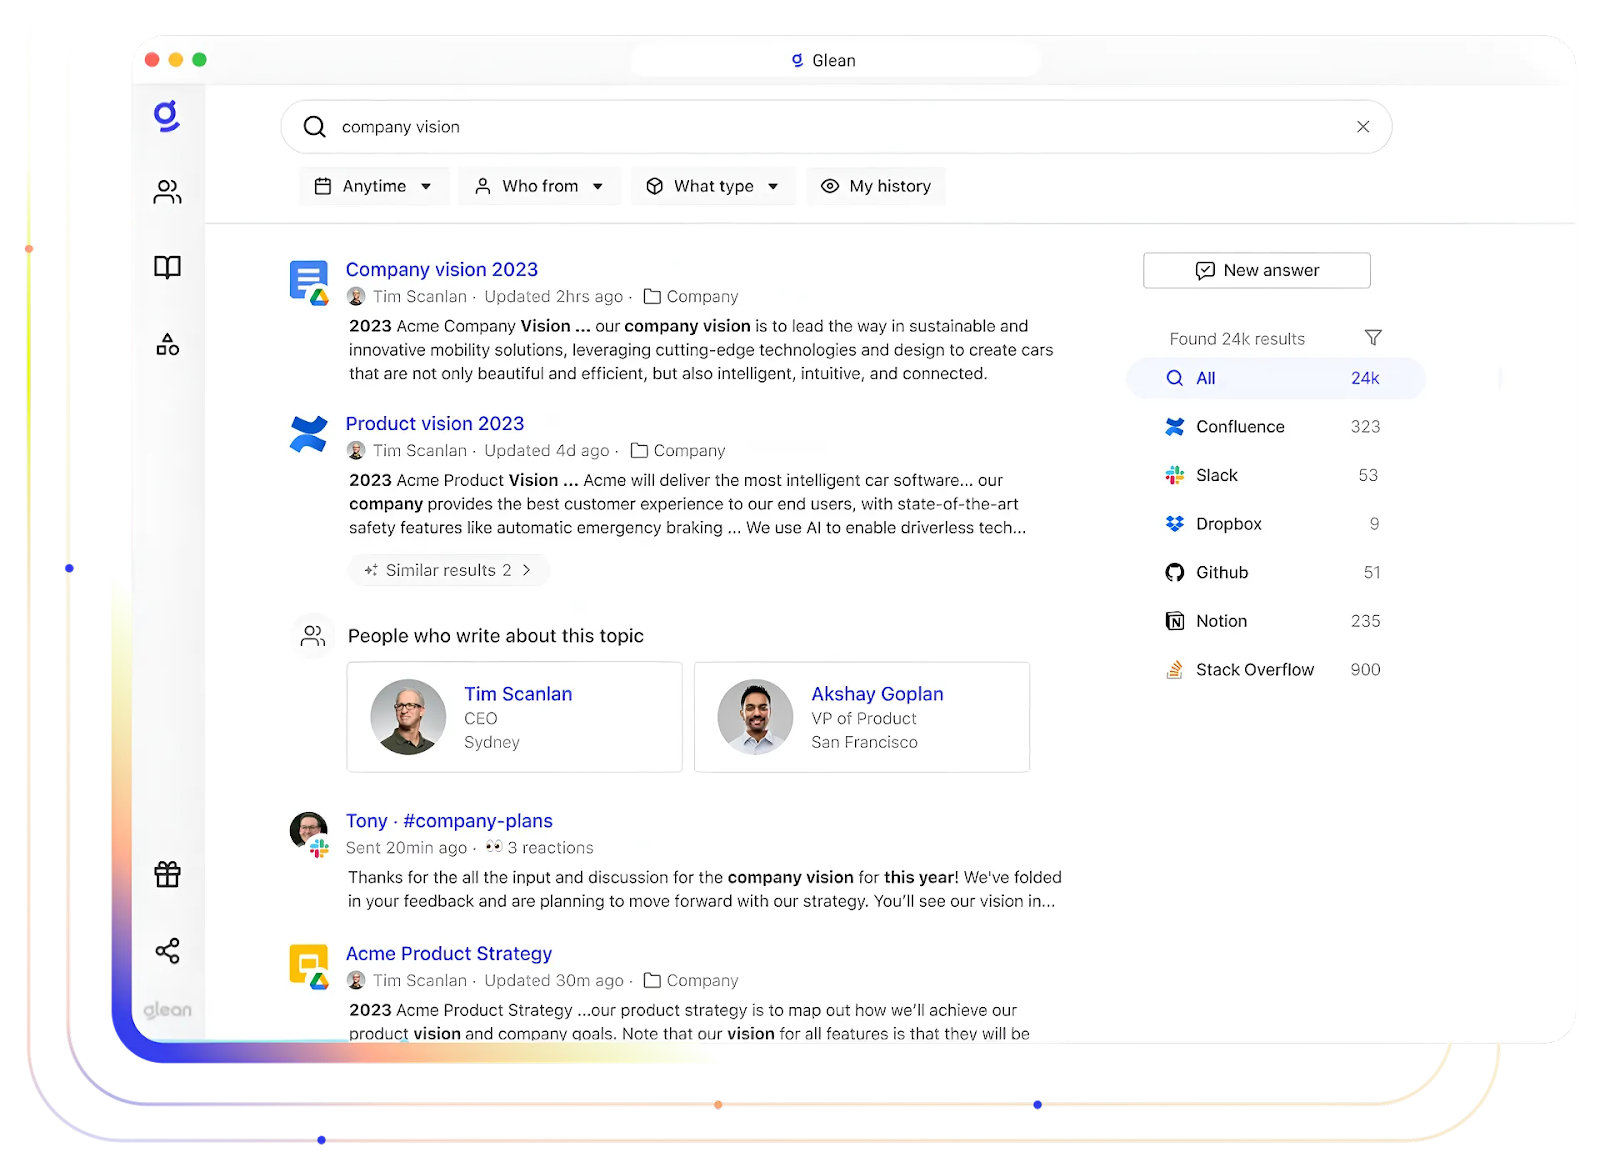 Glean
company vision
Anytime
Who from
What type
My history
Company vision 2023
Tim Scanlan · Updated 2hrs ago · Company
2023 Acme Company Vision ... our company vision is to lead the way in sustainable and
innovative mobility solutions, leveraging cutting-edge technologies and design to create cars
that are not only beautiful and efficient, but also intelligent, intuitive, and connected.
Product vision 2023
Tim Scanlan · Updated 4d ago · Company
2023 Acme Product Vision ... Acme will deliver the most intelligent car software... our
company provides the best customer experience to our end users, with state-of-the-art
safety features like automatic emergency braking ... We use AI to enable driverless tech...
Similar results 2
People who write about this topic
Tim Scanlan
CEO
Sydney
Akshay Goplan
VP of Product
San Francisco
Tony · #company-plans
Sent 20min ago · 👀 3 reactions
Thanks for the all the input and discussion for the company vision for this year! We've folded
in your feedback and are planning to move forward with our strategy. You'll see our vision in...
Acme Product Strategy
Tim Scanlan · Updated 30m ago · Company
2023 Acme Product Strategy ...our product strategy is to map out how we'll achieve our
product vision and company goals. Note that our vision for all features is that they will be
New answer
Found 24k results
All 24k
Confluence 323
Slack 53
Dropbox 9
Github 51
Notion 235
Stack Overflow 900
glean